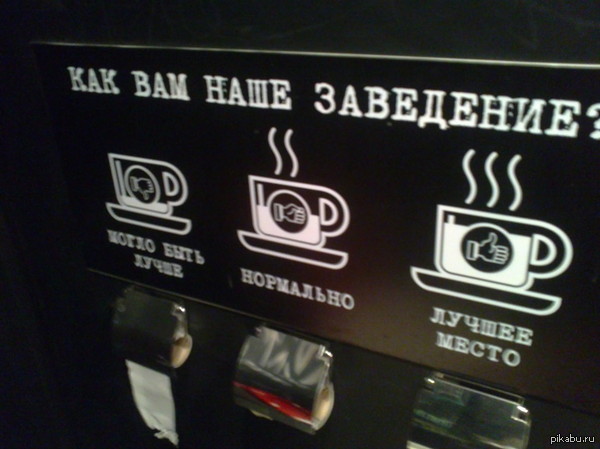 КАК ВАМ НАШЕ ЗАВЕДЕНИЕ?
МОГЛО БЫТЬ
ЛУЧШЕ
НОРМАЛЬНО
ЛУЧШЕЕ
МЕСТО
pikabu.ru